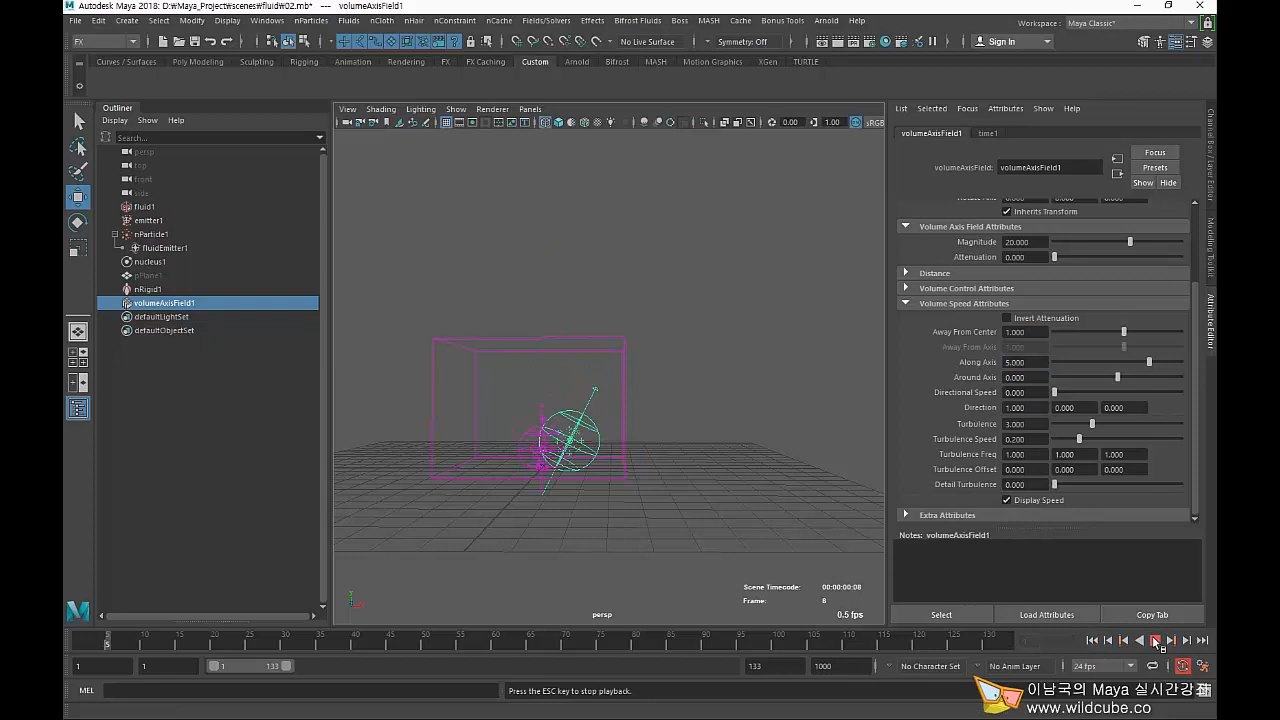 Autodesk Maya 2018: D:\Maya_Project\scenes\fluid\02.mb* --- volumeAxisField1
File Edit Create Select Modify Display Windows nParticles Fluids nCloth nHair nConstraint nCache Fields/Solvers Effects Bifrost Fluids Boss MASH Cache Bonus Tools Arnold Help Workspace : Maya Classic*
FX No Live Surface Symmetry: Off Sign In
Curves / Surfaces Poly Modeling Sculpting Rigging Animation Rendering FX FX Caching Custom Arnold Bifrost MASH Motion Graphics XGen TURTLE
Outliner
Display Show Help
Search...
persp
top
front
side
fluid1
emitter1
nParticle1
fluidEmitter1
nucleus1
pPlane1
nRigid1
volumeAxisField1
defaultLightSet
defaultObjectSet
View Shading Lighting Show Renderer Panels
0.00 1.00 sRGB
Scene Timecode: 00:00:00:08
Frame: 8
persp 0.5 fps
List Selected Focus Attributes Show Help
volumeAxisField1 time1
volumeAxisField: volumeAxisField1
Focus
Presets
Show Hide
Inherits Transform
Volume Axis Field Attributes
Magnitude 20.000
Attenuation 0.000
Distance
Volume Control Attributes
Volume Speed Attributes
Invert Attenuation
Away From Center 1.000
Away From Axis 1.000
Along Axis 5.000
Around Axis 0.000
Directional Speed 0.000
Direction 1.000 0.000 0.000
Turbulence 3.000
Turbulence Speed 0.200
Turbulence Freq 1.000 1.000 1.000
Turbulence Offset 0.000 0.000 0.000
Detail Turbulence 0.000
Display Speed
Extra Attributes
Notes: volumeAxisField1
Select Load Attributes Copy Tab
Channel Box / Layer Editor
Modeling Toolkit
Attribute Editor
5 10 15 20 25 30 35 40 45 50 55 60 65 70 75 80 85 90 95 100 105 110 115 120 125 130
1 1 1 133 133 1000 No Character Set No Anim Layer 24 fps
MEL Press the ESC key to stop playback.
이남국의 Maya 실시간강좌
www.wildcube.co